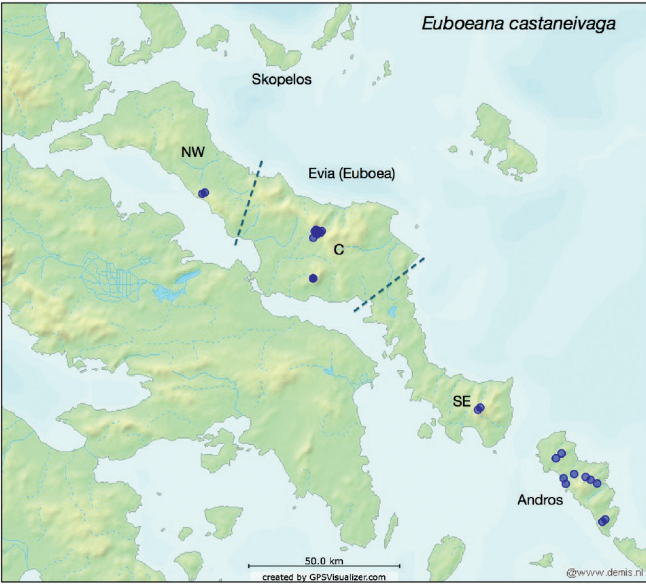 Euboeana castaneivaga
Skopelos
NW
Evia (Euboea)
C
SE
Andros
50.0 km
created by GPSVisualizer.com
@www.demis.nl